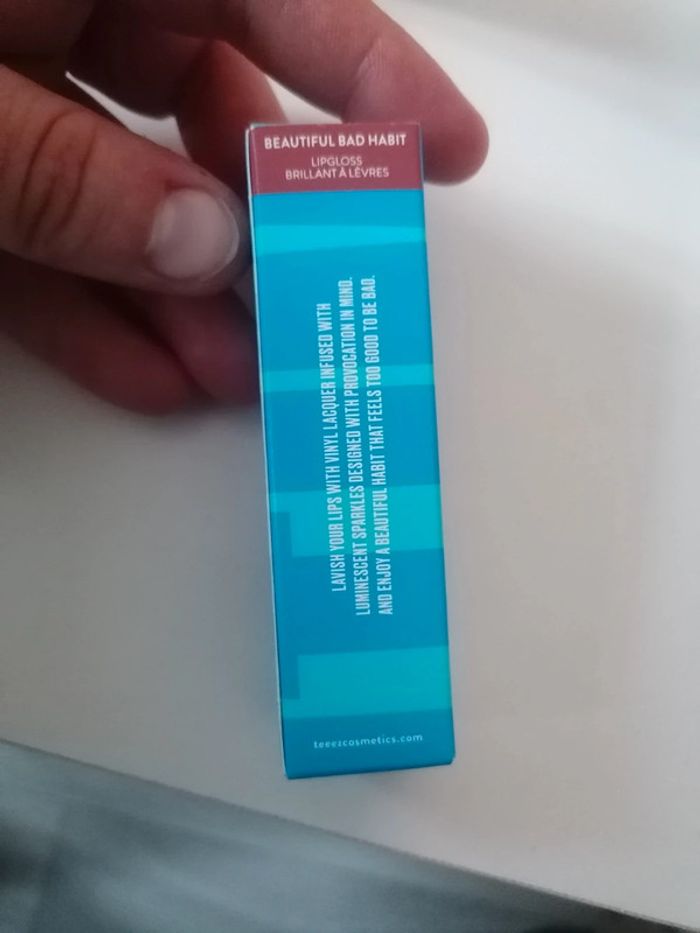 BEAUTIFUL BAD HABIT
LIPGLOSS
BRILLANT À LÈVRES
LAVISH YOUR LIPS WITH VINYL LACQUER INFUSED WITH
LUMINESCENT SPARKLES DESIGNED WITH PROVOCATION IN MIND.
AND ENJOY A BEAUTIFUL HABIT THAT FEELS TOO GOOD TO BE BAD.
teeezcosmetics.com